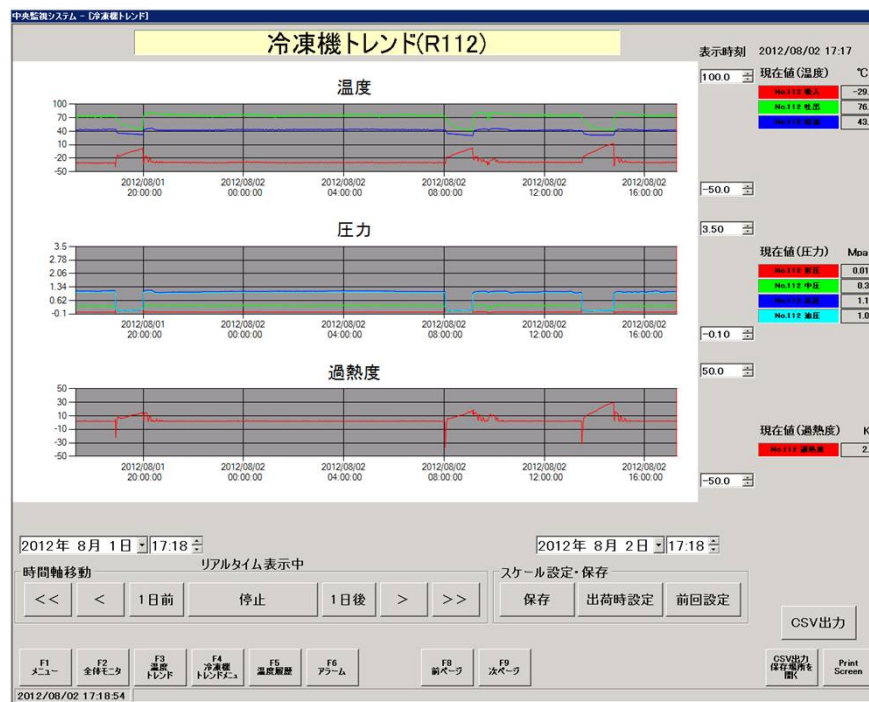 中央監視システム - [冷凍機トレンド]
冷凍機トレンド(R112)
表示時刻 2012/08/02 17:17
100.0 現在値(温度) ℃
No.112 吸入 -29.
No.112 吐出 76.
No.112 43.
-50.0
温度
100
70
40
10
-20
-50
2012/08/01 2012/08/02 2012/08/02 2012/08/02 2012/08/02 2012/08/02
20:00:00 00:00:00 04:00:00 08:00:00 12:00:00 16:00:00
3.50
現在値(圧力) Mpa
No.112 0.01
No.112 中圧 0.3
No.112 高圧 1.1
No.112 油圧 1.0
-0.10
圧力
3.5
2.78
2.06
1.34
0.62
-0.1
2012/08/01 2012/08/02 2012/08/02 2012/08/02 2012/08/02 2012/08/02
20:00:00 00:00:00 04:00:00 08:00:00 12:00:00 16:00:00
50.0
現在値(過熱度) K
No.112 過熱度 2.
-50.0
過熱度
50
30
10
-10
-30
-50
2012/08/01 2012/08/02 2012/08/02 2012/08/02 2012/08/02 2012/08/02
20:00:00 00:00:00 04:00:00 08:00:00 12:00:00 16:00:00
2012年 8月 1日 17:18 2012年 8月 2日 17:18
時間軸移動 リアルタイム表示中 スケール設定・保存
<< < 1日前 停止 1日後 > >> 保存 出荷時設定 前回設定
CSV出力
F1 メニュー
F2 全体モニタ
F3 温度トレンド
F4 冷凍機トレンドメニュ
F5 温度履歴
F6 アラーム
F8 前ページ
F9 次ページ
CSV出力保存場所を開く
Print Screen
2012/08/02 17:18:54